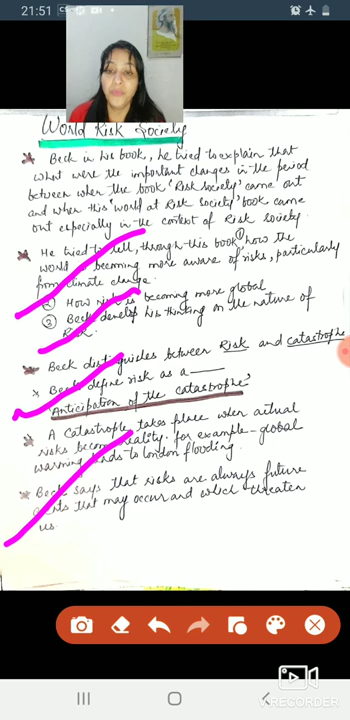 21:51
World Risk Society
Beck in his book, he tried to explain that
what were the important changes in the period
between when the book 'Risk Society' came out
and when this 'world at Risk Society' book came
out especially in the context of Risk society.
He tried to tell, through this book ① how the
world becoming more aware of risks, particularly
from climate change.
② How risk is becoming more global
③ Beck develop his thinking on the nature of
Risk.
Beck distinguishes between Risk and catastrophe
Beck define risk as a ___
'Anticipation of the catastrophe'
A catastrophe takes place when actual
risks become reality. for example - global
warming leads to london flooding.
Beck says that risks are always future
that may occur and which threaten
us.
XRECORDER